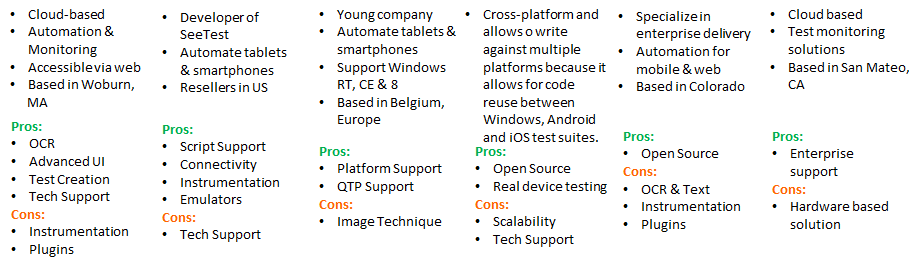 • Cloud-based
• Automation &
Monitoring
• Accessible via web
• Based in Woburn,
MA
Pros:
• OCR
• Advanced UI
• Test Creation
• Tech Support
Cons:
• Instrumentation
• Plugins
• Developer of
SeeTest
• Automate tablets
& smartphones
• Resellers in US
Pros:
• Script Support
• Connectivity
• Instrumentation
• Emulators
Cons:
• Tech Support
• Young company
• Automate tablets &
smartphones
• Support Windows
RT, CE & 8
• Based in Belgium,
Europe
Pros:
• Platform Support
• QTP Support
Cons:
• Image Technique
• Cross-platform and
allows o write
against multiple
platforms because it
allows for code
reuse between
Windows, Android
and iOS test suites.
Pros:
• Open Source
• Real device testing
Cons:
• Scalability
• Tech Support
• Specialize in
enterprise delivery
• Automation for
mobile & web
• Based in Colorado
Pros:
• Open Source
Cons:
• OCR & Text
• Instrumentation
• Plugins
• Cloud based
• Test monitoring
solutions
• Based in San Mateo,
CA
Pros:
• Enterprise
support
Cons:
• Hardware based
solution